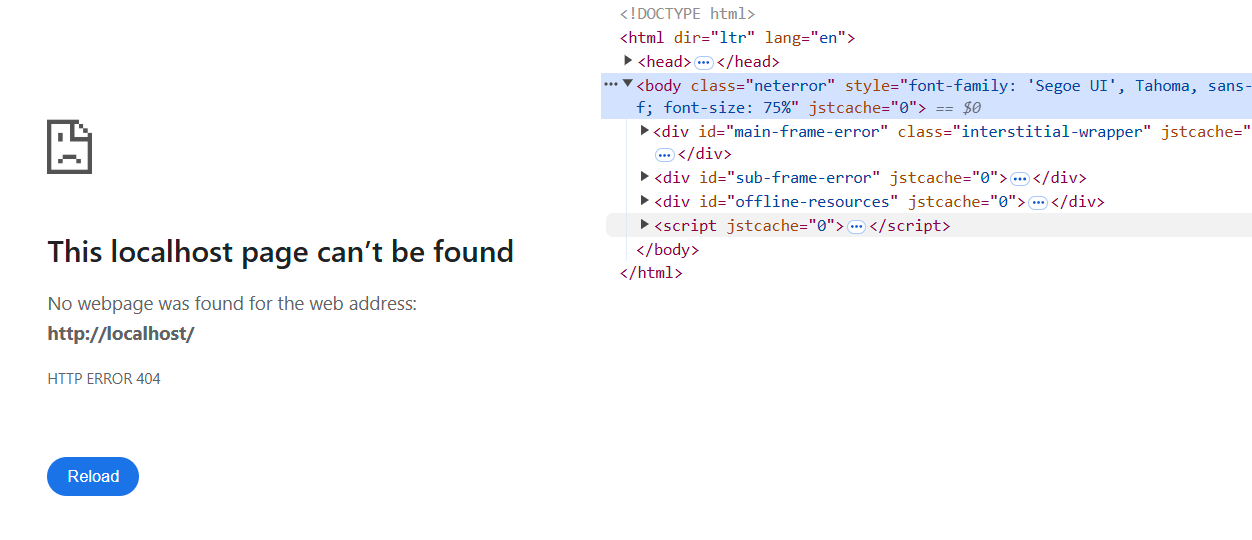 This localhost page can’t be found
No webpage was found for the web address:
http://localhost/
HTTP ERROR 404
Reload
<!DOCTYPE html>
<html dir="ltr" lang="en">
<head>…</head>
… <body class="neterror" style="font-family: 'Segoe UI', Tahoma, sans-
f; font-size: 75%" jstcache="0"> == $0
<div id="main-frame-error" class="interstitial-wrapper" jstcache="
…</div>
<div id="sub-frame-error" jstcache="0">…</div>
<div id="offline-resources" jstcache="0">…</div>
<script jstcache="0">…</script>
</body>
</html>